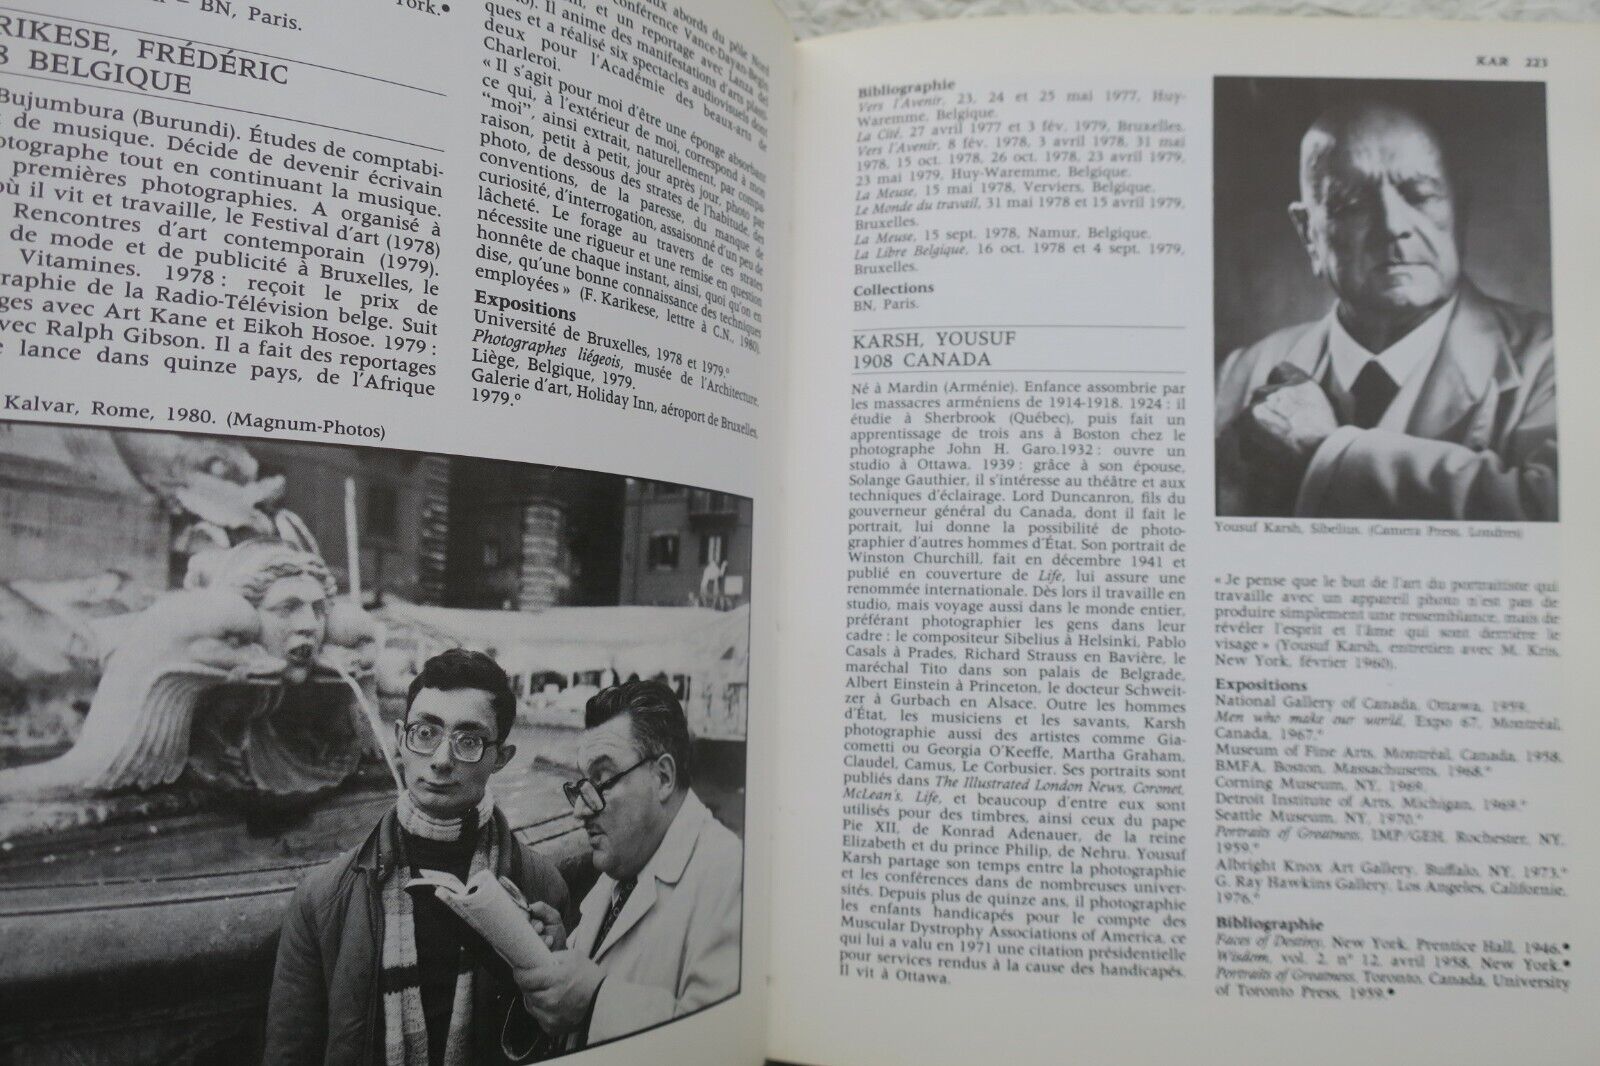 – BN, Paris.
York.•
RIKESE, FRÉDÉRIC
8 BELGIQUE
Bujumbura (Burundi). Études de comptabi-
de musique. Décide de devenir écrivain
otographe tout en continuant la musique.
premières photographies. A organisé à
où il vit et travaille, le Festival d'art (1978)
Rencontres d'art contemporain (1979).
de mode et de publicité à Bruxelles, le
Vitamines. 1978 : reçoit le prix de
raphie de la Radio-Télévision belge. Suit
ges avec Art Kane et Eikoh Hosoe. 1979 :
vec Ralph Gibson. Il a fait des reportages
e lance dans quinze pays, de l'Afrique
aux abords du pôle Nord
conférence Vance-Dayan-Begin
et un reportage avec Lanza del
Il anime des manifestations d'arts plasti-
ques et a réalisé six spectacles audiovisuels dont
deux pour l'Académie des beaux-arts de
Charleroi.
« Il s'agit pour moi d'être une éponge absorbant
ce qui, à l'extérieur de moi, correspond à mon
"moi", ainsi extrait, naturellement, par compa-
raison, petit à petit, jour après jour, photo par
photo, de dessous des strates de l'habitude, des
conventions, de la paresse, du manque de
curiosité, d'interrogation, assaisonné d'un peu de
lâcheté. Le forage au travers de ces strates
nécessite une rigueur et une remise en question
honnête de chaque instant, ainsi, quoi qu'on en
dise, qu'une bonne connaissance des techniques
employées » (F. Karikese, lettre à C.N., 1980).
Expositions
Université de Bruxelles, 1978 et 1979.°
Photographes liégeois, musée de l'Architecture,
Liège, Belgique, 1979.
Galerie d'art, Holiday Inn, aéroport de Bruxelles,
1979.°
Kalvar, Rome, 1980. (Magnum-Photos)
KAR 223
Bibliographie
Vers l'Avenir, 23, 24 et 25 mai 1977, Huy-
Waremme, Belgique.
La Cité, 27 avril 1977 et 3 fév. 1979, Bruxelles.
Vers l'Avenir, 8 fév. 1978, 3 avril 1978, 31 mai
1978, 15 oct. 1978, 26 oct. 1978, 23 avril 1979,
23 mai 1979, Huy-Waremme, Belgique.
La Meuse, 15 mai 1978, Verviers, Belgique.
Le Monde du travail, 31 mai 1978 et 15 avril 1979,
Bruxelles.
La Meuse, 15 sept. 1978, Namur, Belgique.
La Libre Belgique, 16 oct. 1978 et 4 sept. 1979,
Bruxelles.
Collections
BN, Paris.
KARSH, YOUSUF
1908 CANADA
Né à Mardin (Arménie). Enfance assombrie par
les massacres arméniens de 1914-1918. 1924 : il
étudie à Sherbrook (Québec), puis fait un
apprentissage de trois ans à Boston chez le
photographe John H. Garo.1932 : ouvre un
studio à Ottawa. 1939 : grâce à son épouse,
Solange Gauthier, il s'intéresse au théâtre et aux
techniques d'éclairage. Lord Duncanron, fils du
gouverneur général du Canada, dont il fait le
portrait, lui donne la possibilité de photo-
graphier d'autres hommes d'État. Son portrait de
Winston Churchill, fait en décembre 1941 et
publié en couverture de Life, lui assure une
renommée internationale. Dès lors il travaille en
studio, mais voyage aussi dans le monde entier,
préférant photographier les gens dans leur
cadre : le compositeur Sibelius à Helsinki, Pablo
Casals à Prades, Richard Strauss en Bavière, le
maréchal Tito dans son palais de Belgrade,
Albert Einstein à Princeton, le docteur Schweit-
zer à Gurbach en Alsace. Outre les hommes
d'État, les musiciens et les savants, Karsh
photographie aussi des artistes comme Gia-
cometti ou Georgia O'Keeffe, Martha Graham,
Claudel, Camus, Le Corbusier. Ses portraits sont
publiés dans The Illustrated London News, Coronet,
McLean's, Life, et beaucoup d'entre eux sont
utilisés pour des timbres, ainsi ceux du pape
Pie XII, de Konrad Adenauer, de la reine
Elizabeth et du prince Philip, de Nehru. Yousuf
Karsh partage son temps entre la photographie
et les conférences dans de nombreuses univer-
sités. Depuis plus de quinze ans, il photographie
les enfants handicapés pour le compte des
Muscular Dystrophy Associations of America, ce
qui lui a valu en 1971 une citation présidentielle
pour services rendus à la cause des handicapés.
Il vit à Ottawa.
Yousuf Karsh, Sibelius. (Camera Press, Londres)
« Je pense que le but de l'art du portraitiste qui
travaille avec un appareil photo n'est pas de
produire simplement une ressemblance, mais de
révéler l'esprit et l'âme qui sont derrière le
visage » (Yousuf Karsh, entretien avec M. Kris,
New York, février 1960).
Expositions
National Gallery of Canada, Ottawa, 1959.
Men who make our world, Expo 67, Montréal,
Canada, 1967.°
Museum of Fine Arts, Montréal, Canada, 1958.
BMFA, Boston, Massachusetts, 1968.°
Corning Museum, NY, 1969.
Detroit Institute of Arts, Michigan, 1969.°
Seattle Museum, NY, 1970.°
Portraits of Greatness, IMP/GEH, Rochester, NY,
1959.°
Albright Knox Art Gallery, Buffalo, NY, 1973.°
G. Ray Hawkins Gallery, Los Angeles, Californie,
1976.°
Bibliographie
Faces of Destiny, New York, Prentice Hall, 1946.•
Wisdom, vol. 2, n° 12, avril 1958, New York.•
Portraits of Greatness, Toronto, Canada, University
of Toronto Press, 1959.•